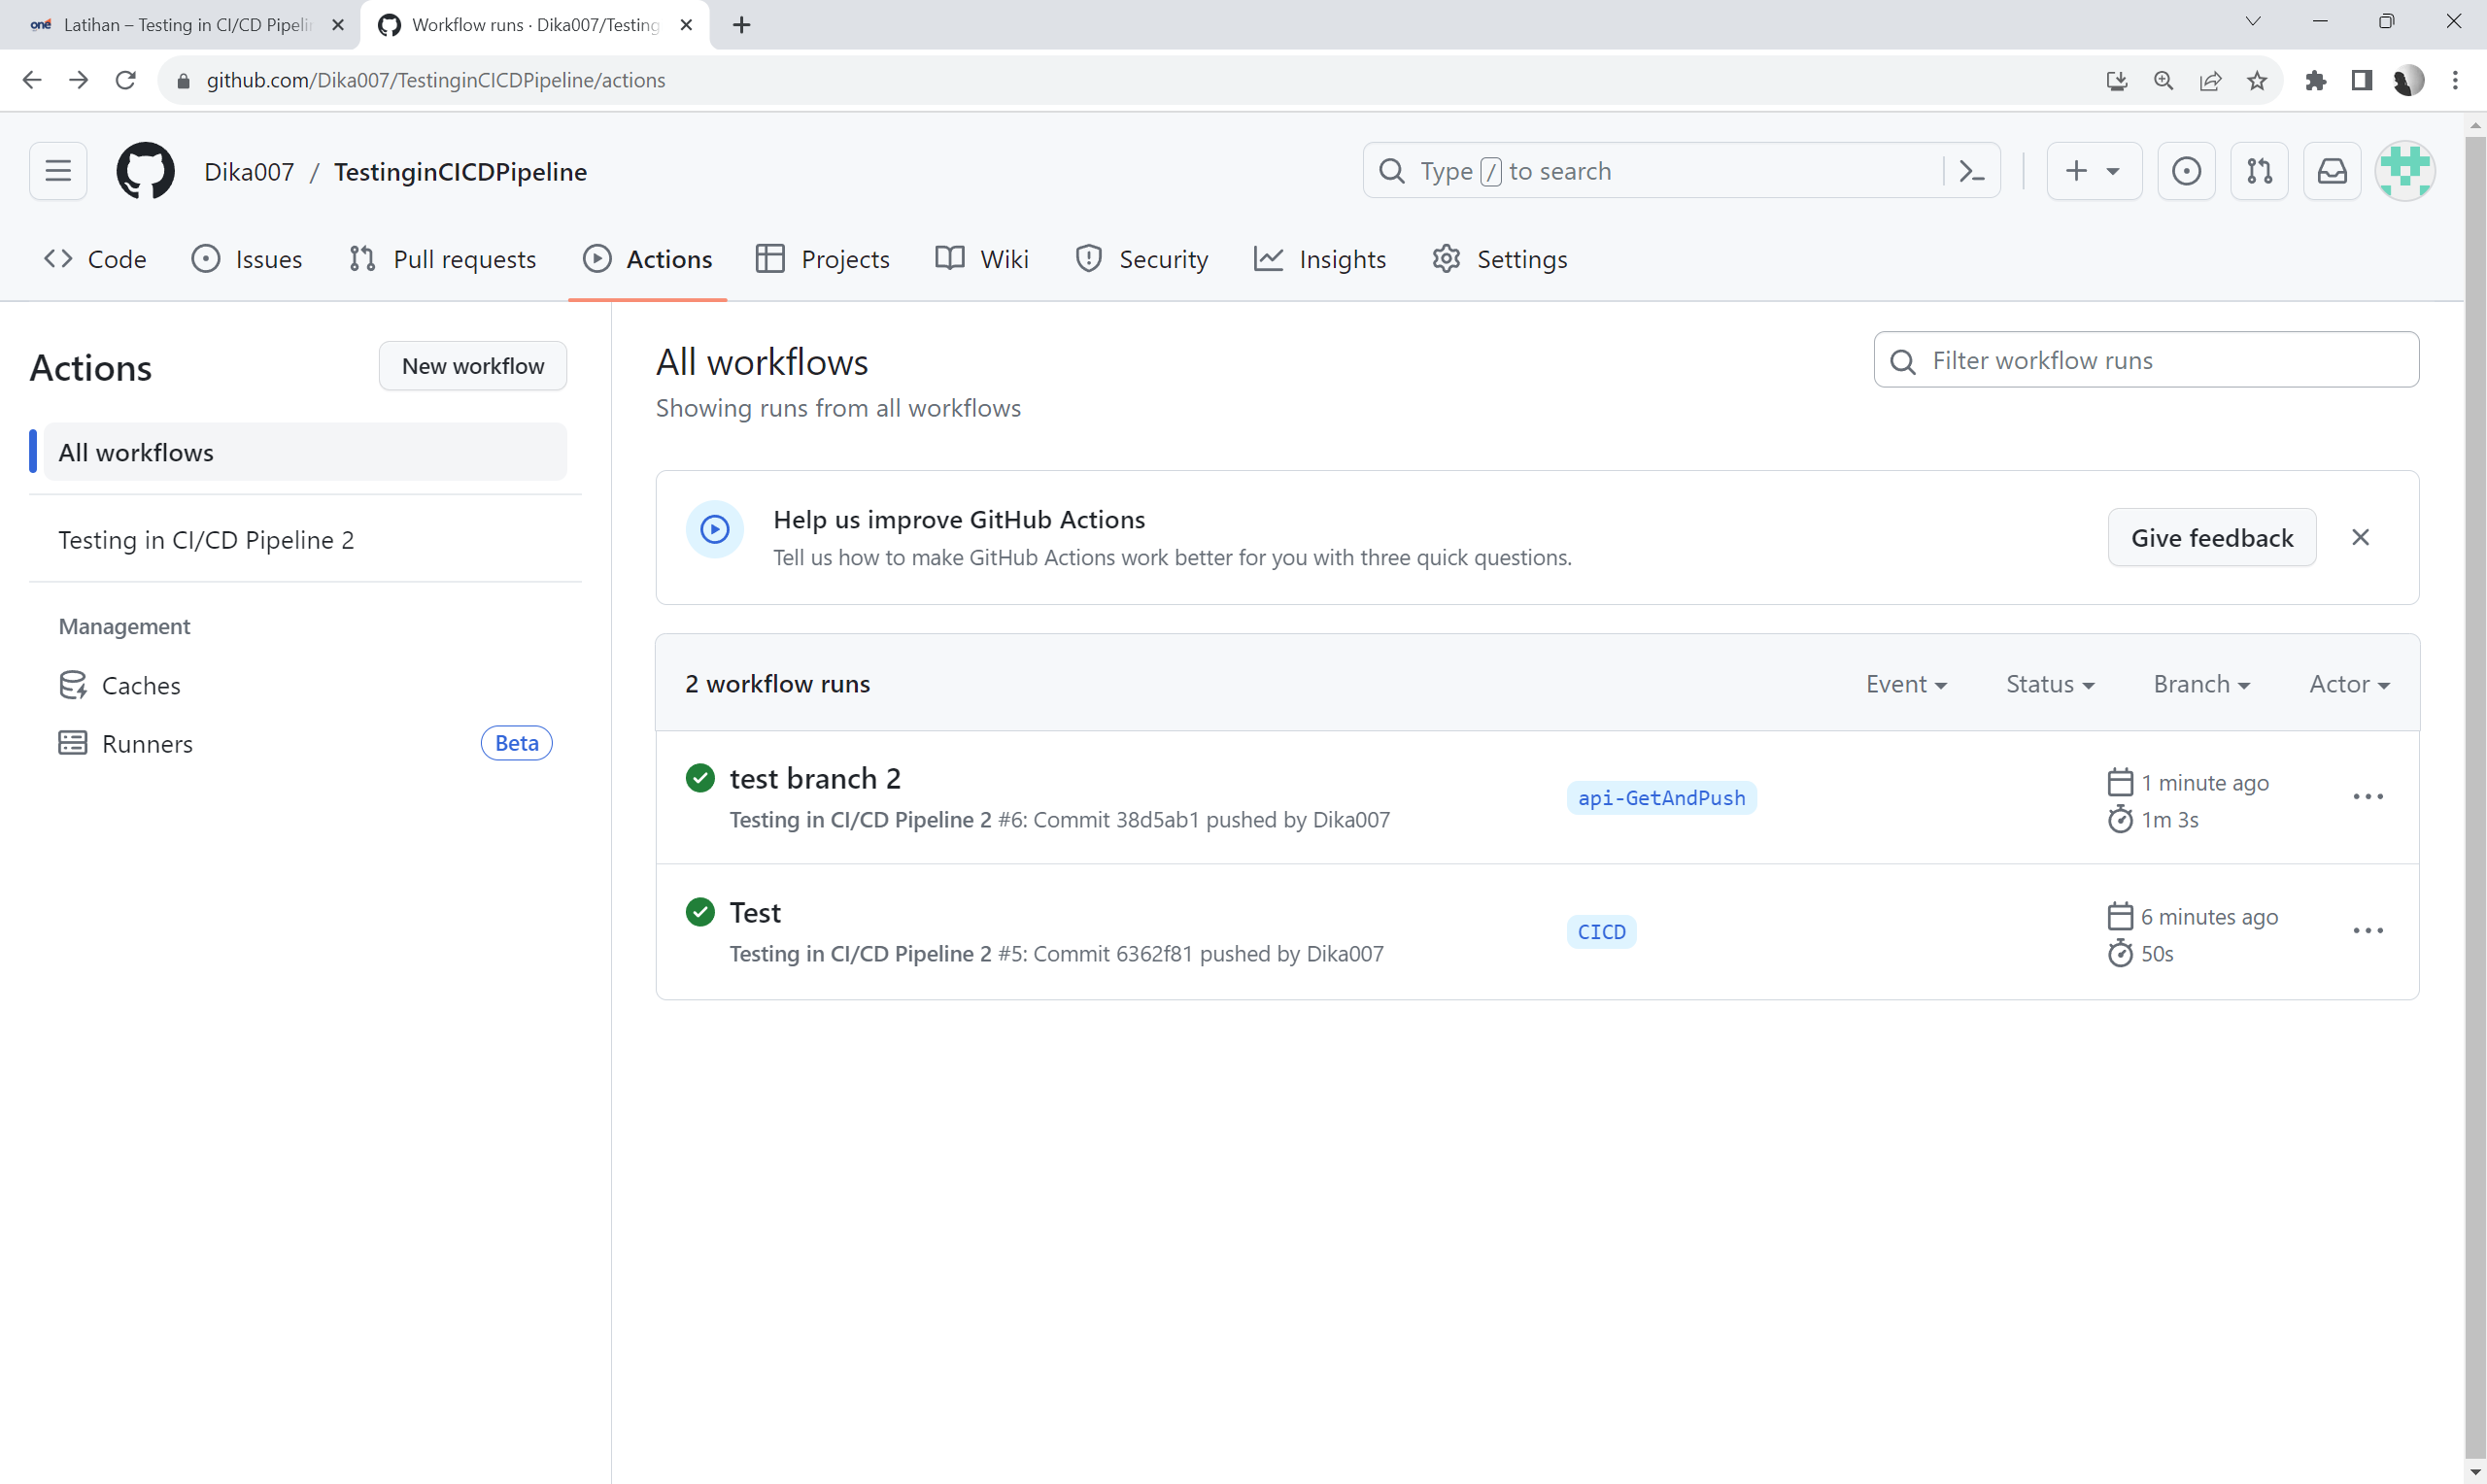 one Latihan – Testing in CI/CD Pipelin
Workflow runs · Dika007/Testing
github.com/Dika007/TestinginCICDPipeline/actions
Dika007 / TestinginCICDPipeline
Type / to search
Code Issues Pull requests Actions Projects Wiki Security Insights Settings
Actions
New workflow
All workflows
Testing in CI/CD Pipeline 2
Management
Caches
Runners Beta
All workflows
Showing runs from all workflows
Filter workflow runs
Help us improve GitHub Actions
Tell us how to make GitHub Actions work better for you with three quick questions.
Give feedback
2 workflow runs
Event Status Branch Actor
test branch 2
Testing in CI/CD Pipeline 2 #6: Commit 38d5ab1 pushed by Dika007
api-GetAndPush
1 minute ago
1m 3s
Test
Testing in CI/CD Pipeline 2 #5: Commit 6362f81 pushed by Dika007
CICD
6 minutes ago
50s